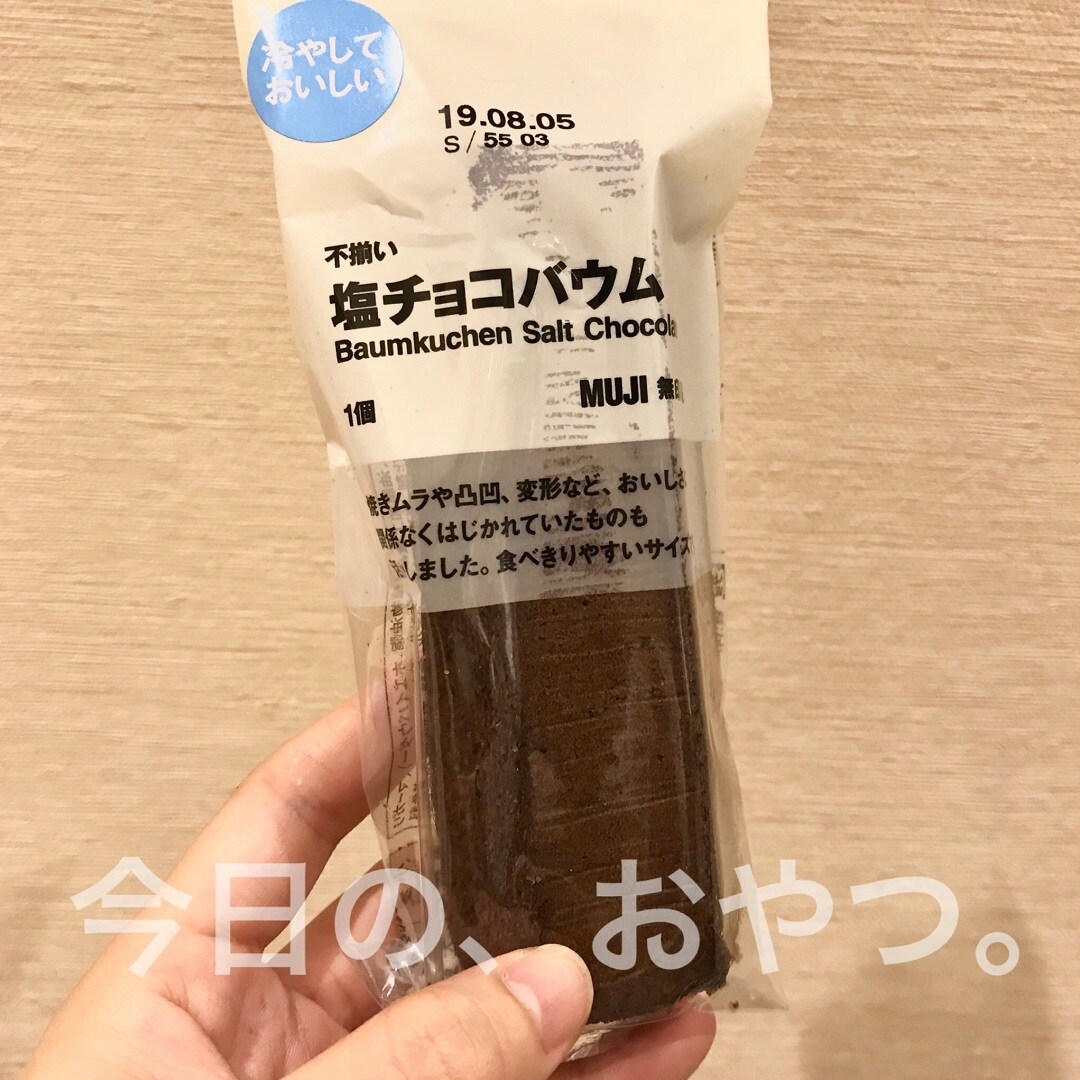 冷やして
おいしい
19.08.05
S/ 55 03
不揃い
塩チョコバウム
Baumkuchen Salt Chocola
1個
MUJI 無印
焼きムラや凸凹、変形など、おいしさ
関係なくはじかれていたものも
しました。食べきりやすいサイズ
今日の、おやつ。